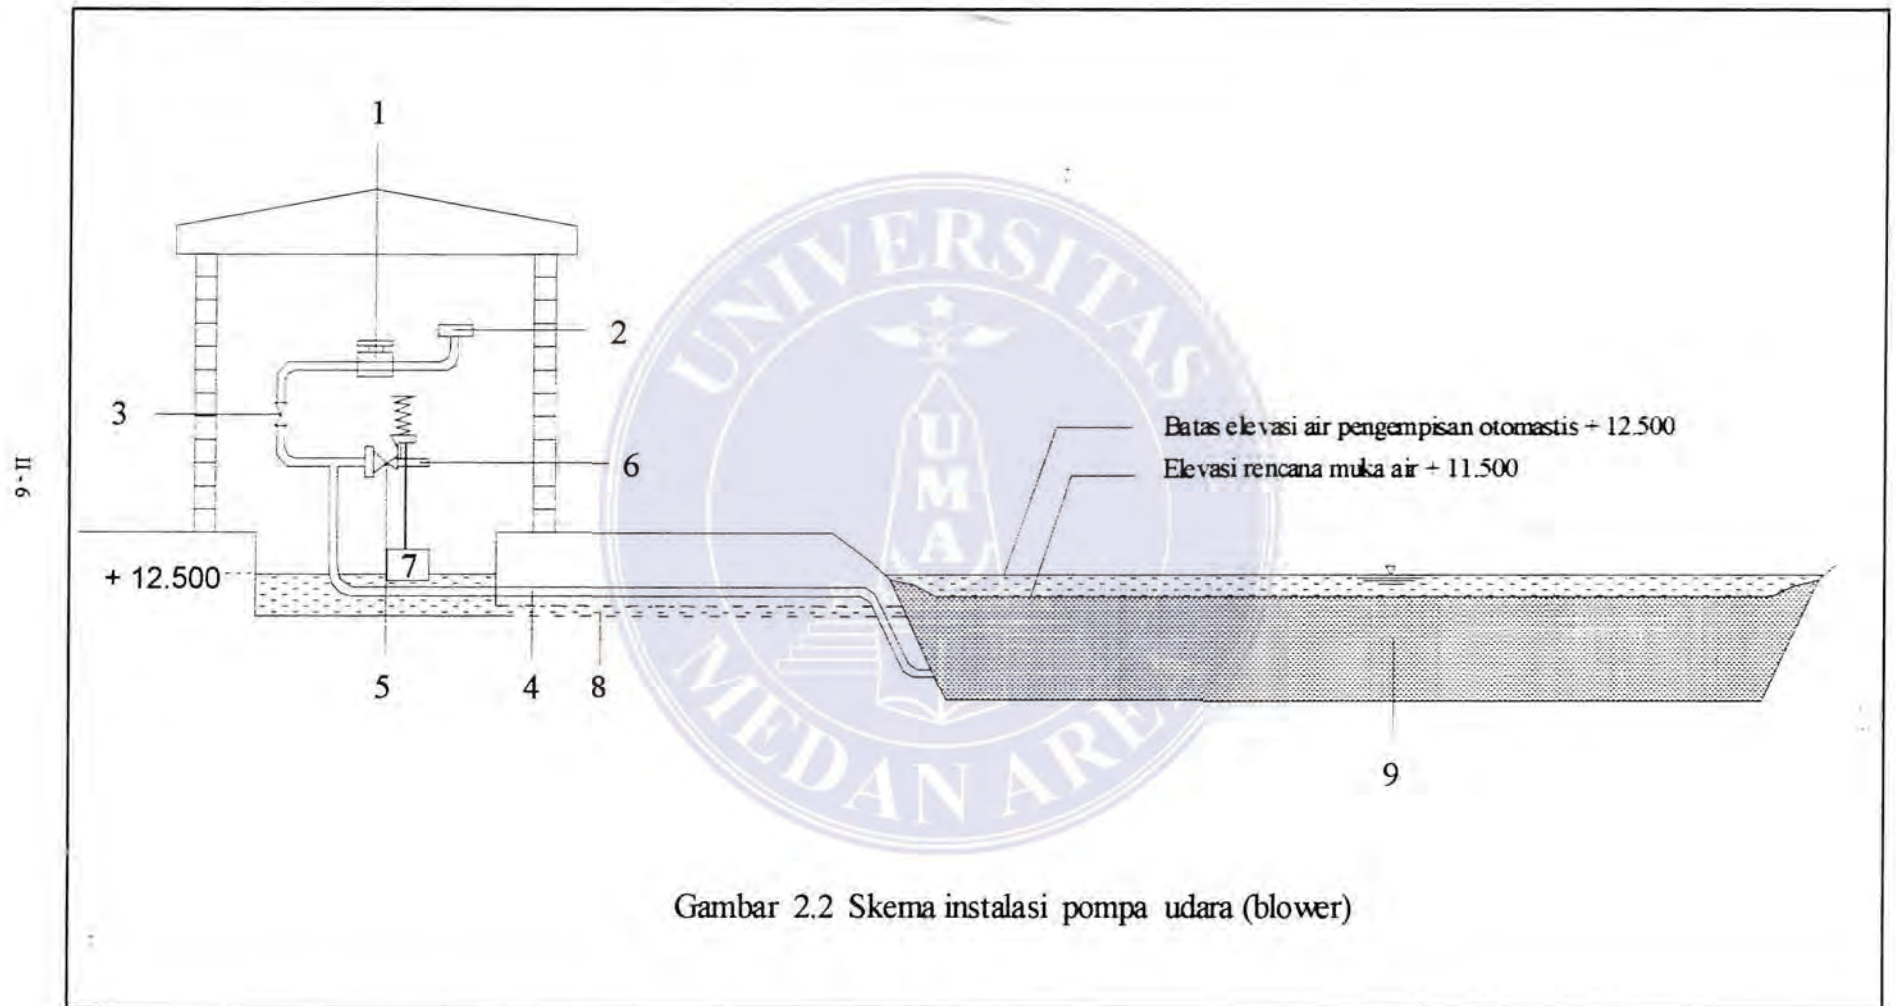 1
2
3
Batas elevasi air pengempisan otomastis + 12.500
6
Elevasi rencana muka air + 11.500
II-6
7
+ 12.500
5
4
8
9
UNIVERSITAS
UMA
MEDAN AREA
Gambar 2.2 Skema instalasi pompa udara (blower)